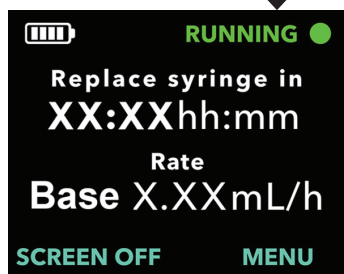 RUNNING
Replace syringe in
XX:XXhh:mm
Rate
Base X.XXmL/h
SCREEN OFF MENU